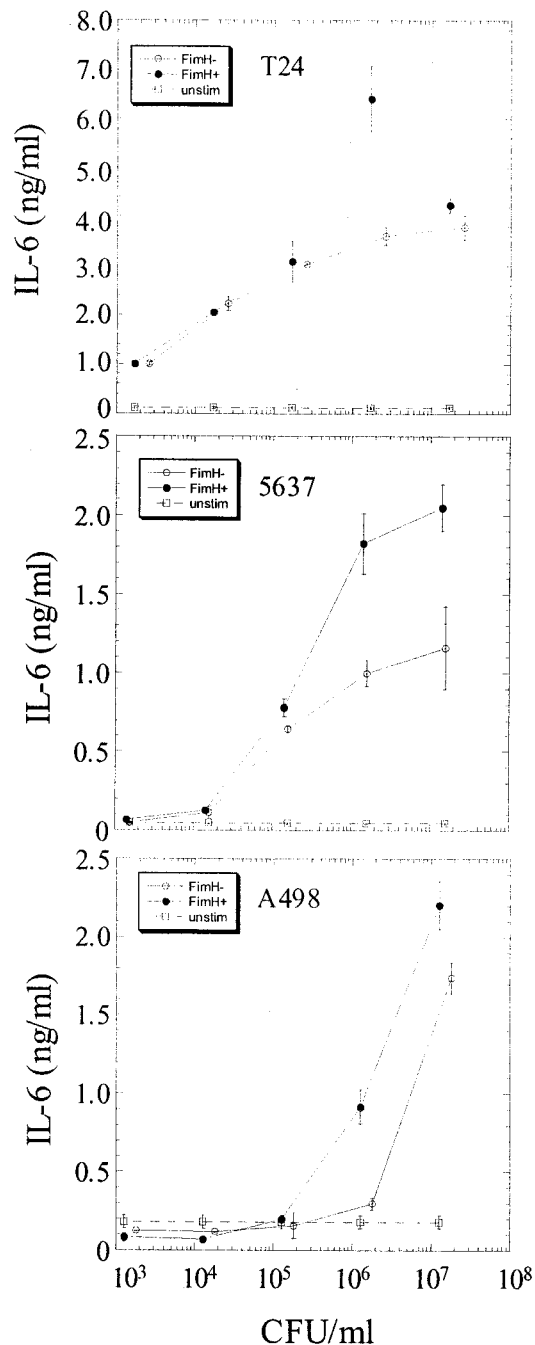 8.0
7.0
6.0
5.0
4.0
3.0
2.0
1.0
0
IL-6 (ng/ml)
FimH-
FimH+
unstim
T24
2.5
2.0
1.5
1.0
0.5
0
IL-6 (ng/ml)
FimH-
FimH+
unstim
5637
2.5
2.0
1.5
1.0
0.5
0
IL-6 (ng/ml)
FimH-
FimH+
unstim
A498
10³ 10⁴ 10⁵ 10⁶ 10⁷ 10⁸
CFU/ml